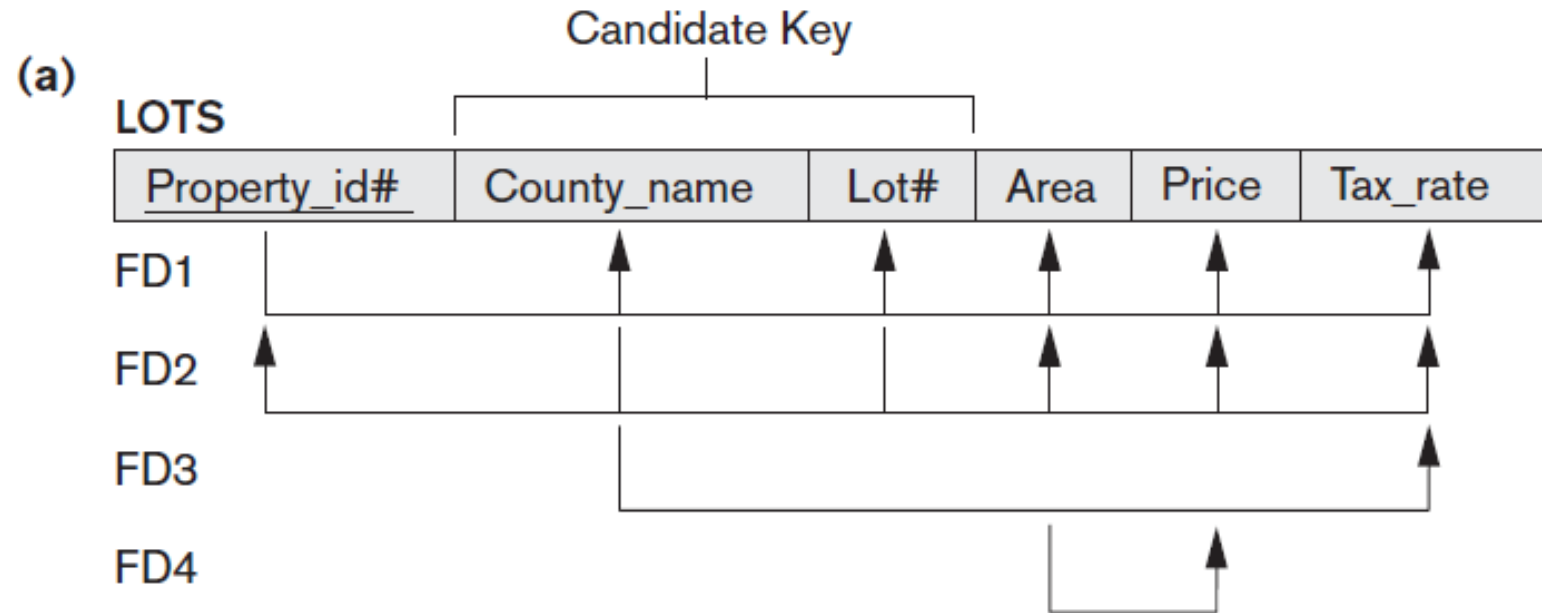 Candidate Key
(a)
LOTS
Property_id# County_name Lot# Area Price Tax_rate
FD1
FD2
FD3
FD4